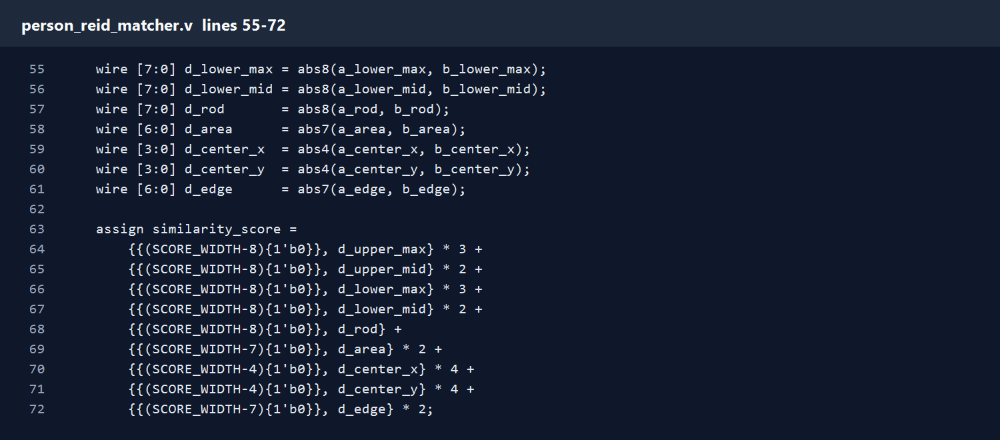 person_reid_matcher.v  lines 55-72
55      wire [7:0] d_lower_max = abs8(a_lower_max, b_lower_max);
56      wire [7:0] d_lower_mid = abs8(a_lower_mid, b_lower_mid);
57      wire [7:0] d_rod       = abs8(a_rod, b_rod);
58      wire [6:0] d_area      = abs7(a_area, b_area);
59      wire [3:0] d_center_x  = abs4(a_center_x, b_center_x);
60      wire [3:0] d_center_y  = abs4(a_center_y, b_center_y);
61      wire [6:0] d_edge      = abs7(a_edge, b_edge);
62
63      assign similarity_score =
64          {{(SCORE_WIDTH-8){1'b0}}, d_upper_max} * 3 +
65          {{(SCORE_WIDTH-8){1'b0}}, d_upper_mid} * 2 +
66          {{(SCORE_WIDTH-8){1'b0}}, d_lower_max} * 3 +
67          {{(SCORE_WIDTH-8){1'b0}}, d_lower_mid} * 2 +
68          {{(SCORE_WIDTH-8){1'b0}}, d_rod} +
69          {{(SCORE_WIDTH-7){1'b0}}, d_area} * 2 +
70          {{(SCORE_WIDTH-4){1'b0}}, d_center_x} * 4 +
71          {{(SCORE_WIDTH-4){1'b0}}, d_center_y} * 4 +
72          {{(SCORE_WIDTH-7){1'b0}}, d_edge} * 2;